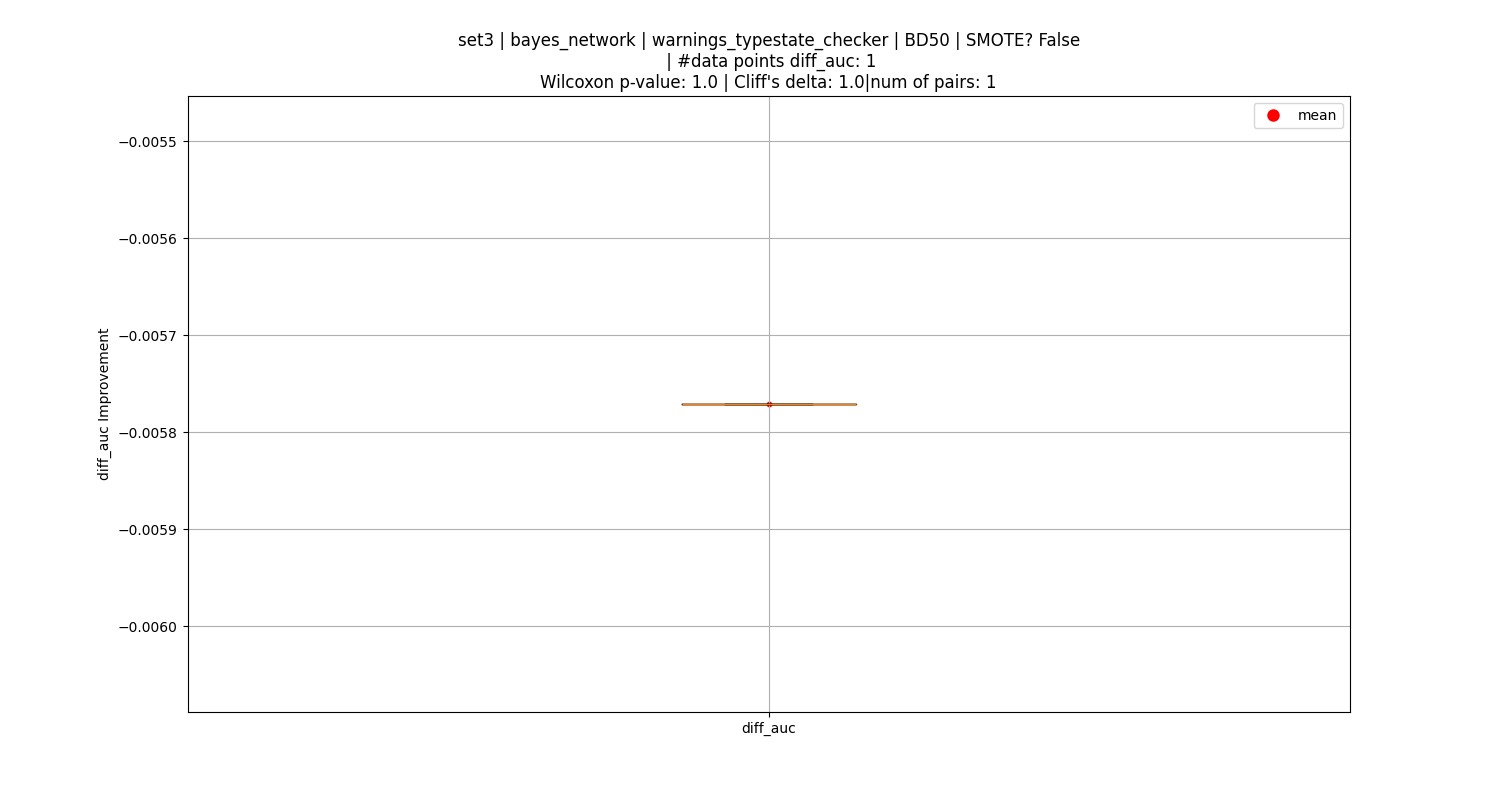 set3 | bayes_network | warnings_typestate_checker | BD50 | SMOTE? False
| #data points diff_auc: 1
Wilcoxon p-value: 1.0 | Cliff's delta: 1.0|num of pairs: 1
mean
−0.0055
−0.0056
−0.0057
−0.0058
−0.0059
−0.0060
diff_auc Improvement
diff_auc